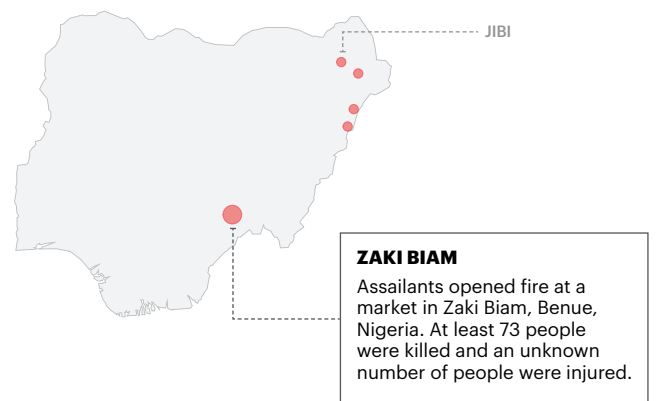 JIBI
ZAKI BIAM
Assailants opened fire at a
market in Zaki Biam, Benue,
Nigeria. At least 73 people
were killed and an unknown
number of people were injured.